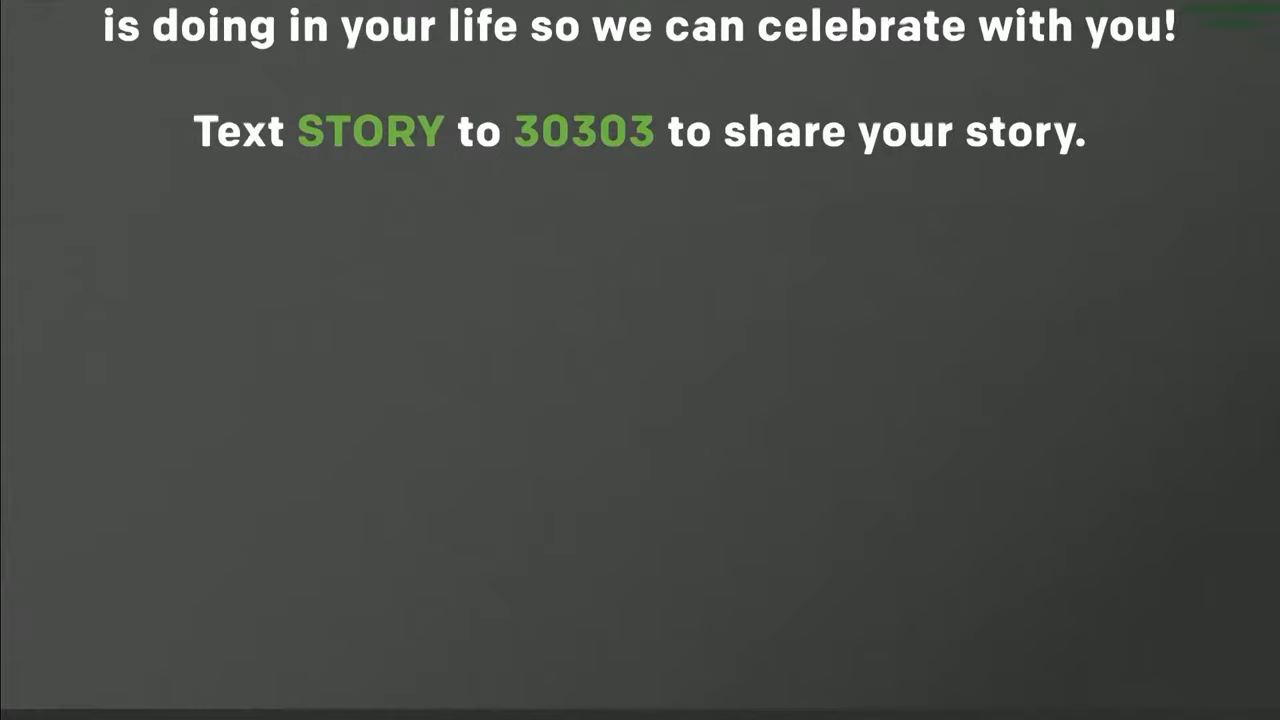 is doing in your life so we can celebrate with you!
Text STORY to 30303 to share your story.